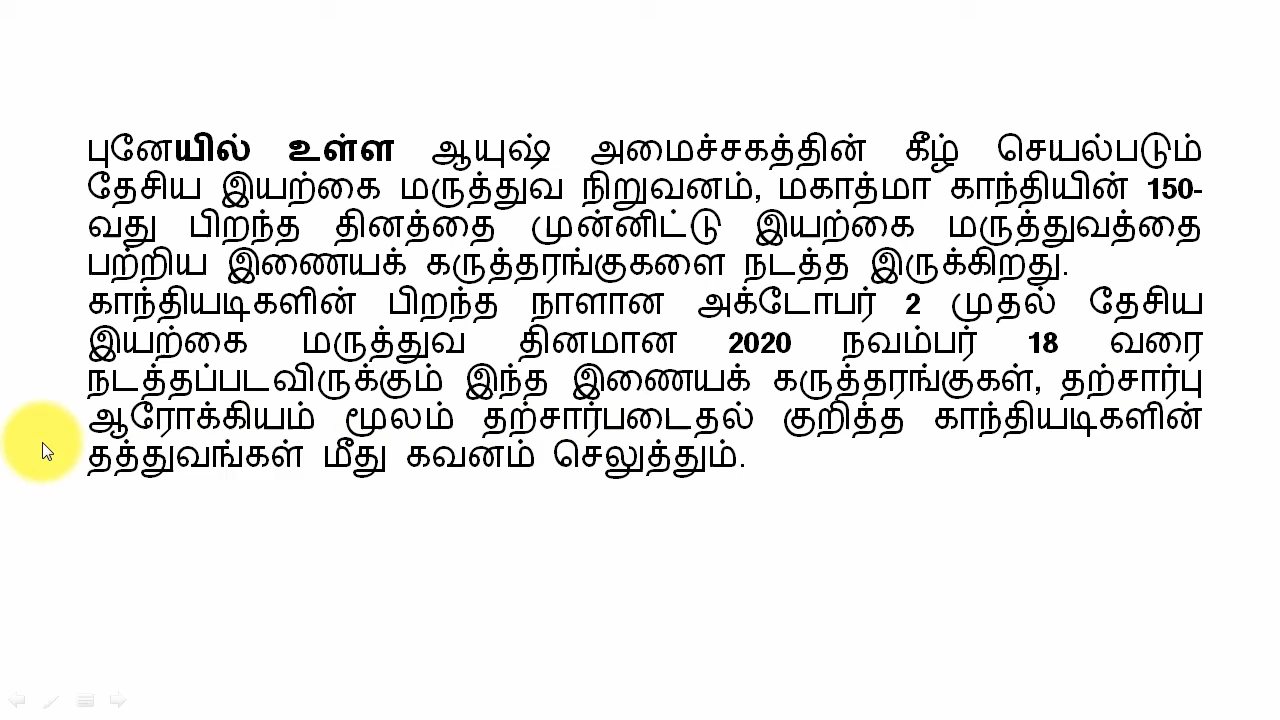 புனேயில் உள்ள ஆயுஷ் அமைச்சகத்தின் கீழ் செயல்படும்
தேசிய இயற்கை மருத்துவ நிறுவனம், மகாத்மா காந்தியின் 150-
வது பிறந்த தினத்தை முன்னிட்டு இயற்கை மருத்துவத்தை
பற்றிய இணையக் கருத்தரங்குகளை நடத்த இருக்கிறது.
காந்தியடிகளின் பிறந்த நாளான அக்டோபர் 2 முதல் தேசிய
இயற்கை மருத்துவ தினமான 2020 நவம்பர் 18 வரை
நடத்தப்படவிருக்கும் இந்த இணையக் கருத்தரங்குகள், தற்சார்பு
ஆரோக்கியம் மூலம் தற்சார்படைதல் குறித்த காந்தியடிகளின்
தத்துவங்கள் மீது கவனம் செலுத்தும்.